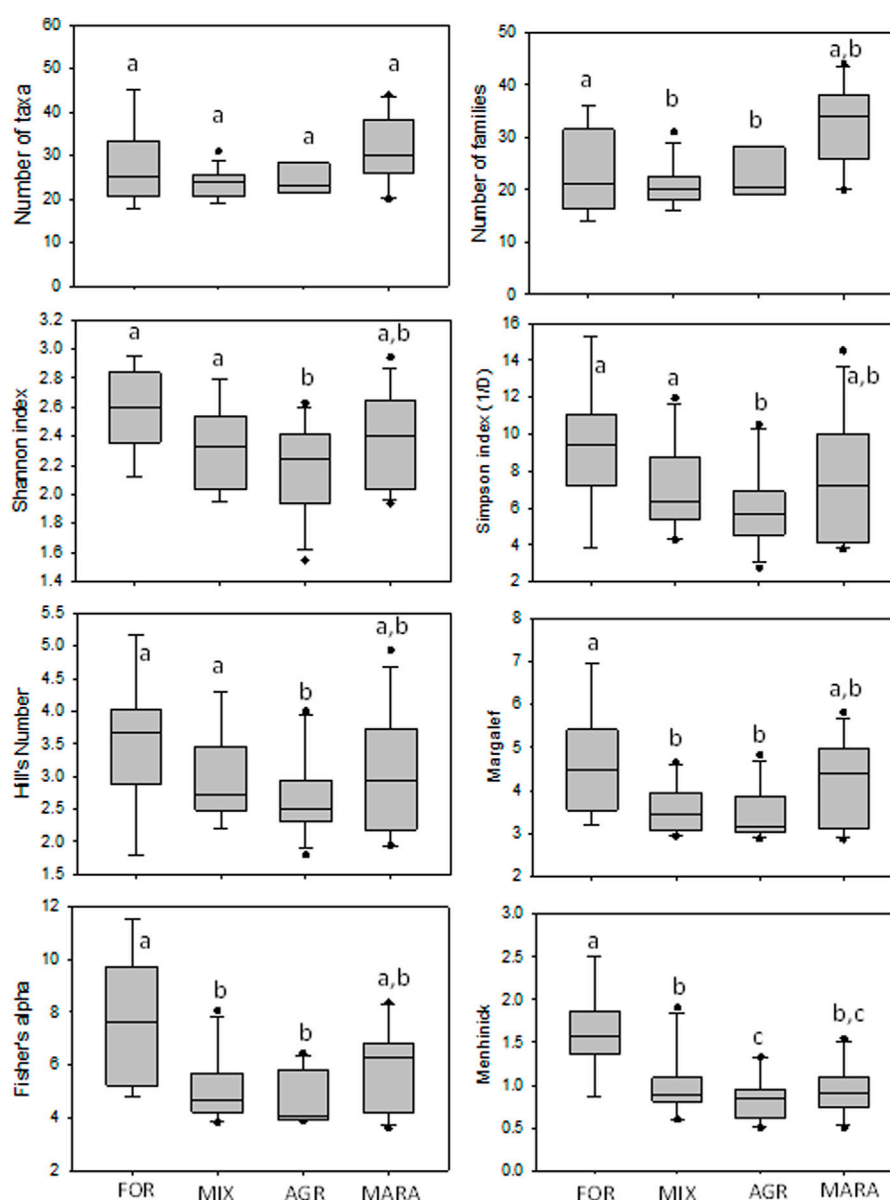 Number of taxa
60
50
40
30
20
10
0
a
a
a
a
Number of families
50
40
30
20
10
0
a
b
b
a,b
Shannon index
3.2
3.0
2.8
2.6
2.4
2.2
2.0
1.8
1.6
1.4
a
a
b
a,b
Simpson index (1/D)
16
14
12
10
8
6
4
2
a
a
b
a,b
Hill's Number
5.5
5.0
4.5
4.0
3.5
3.0
2.5
2.0
1.5
a
a
b
a,b
Margalef
8
7
6
5
4
3
2
a
b
b
a,b
Fisher's alpha
12
10
8
6
4
2
a
b
b
a,b
FOR MIX AGR MARA
Menhinick
3.0
2.5
2.0
1.5
1.0
0.5
0.0
a
b
c
b,c
FOR MIX AGR MARA